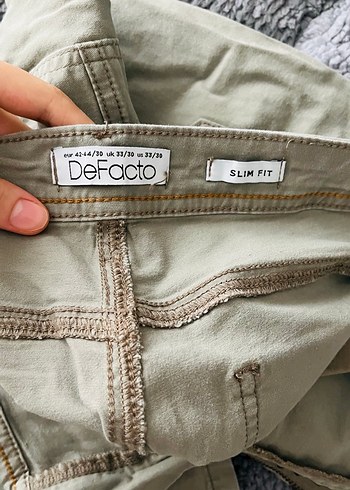 eur 42-44/30 uk 33/30 us 33/30
DeFacto
SLIM FIT